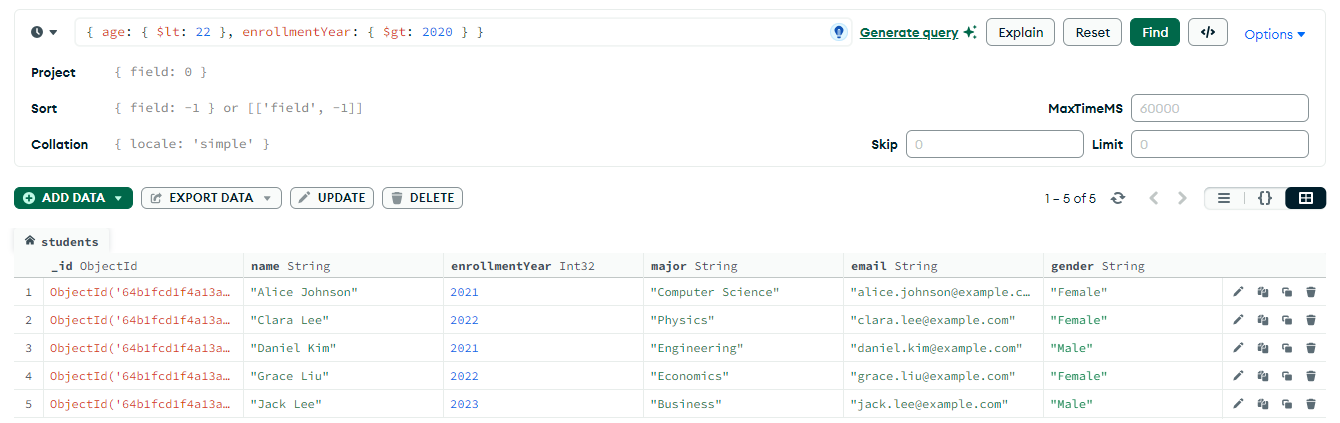 { age: { $lt: 22 }, enrollmentYear: { $gt: 2020 } } Generate query Explain Reset Find </> Options
Project { field: 0 }
Sort { field: -1 } or [['field', -1]] MaxTimeMS 60000
Collation { locale: 'simple' } Skip 0 Limit 0
ADD DATA EXPORT DATA UPDATE DELETE 1 – 5 of 5 {}
students
_id ObjectId name String enrollmentYear Int32 major String email String gender String
1 ObjectId('64b1fcd1f4a13a… "Alice Johnson" 2021 "Computer Science" "alice.johnson@example.c… "Female"
2 ObjectId('64b1fcd1f4a13a… "Clara Lee" 2022 "Physics" "clara.lee@example.com" "Female"
3 ObjectId('64b1fcd1f4a13a… "Daniel Kim" 2021 "Engineering" "daniel.kim@example.com" "Male"
4 ObjectId('64b1fcd1f4a13a… "Grace Liu" 2022 "Economics" "grace.liu@example.com" "Female"
5 ObjectId('64b1fcd1f4a13a… "Jack Lee" 2023 "Business" "jack.lee@example.com" "Male"